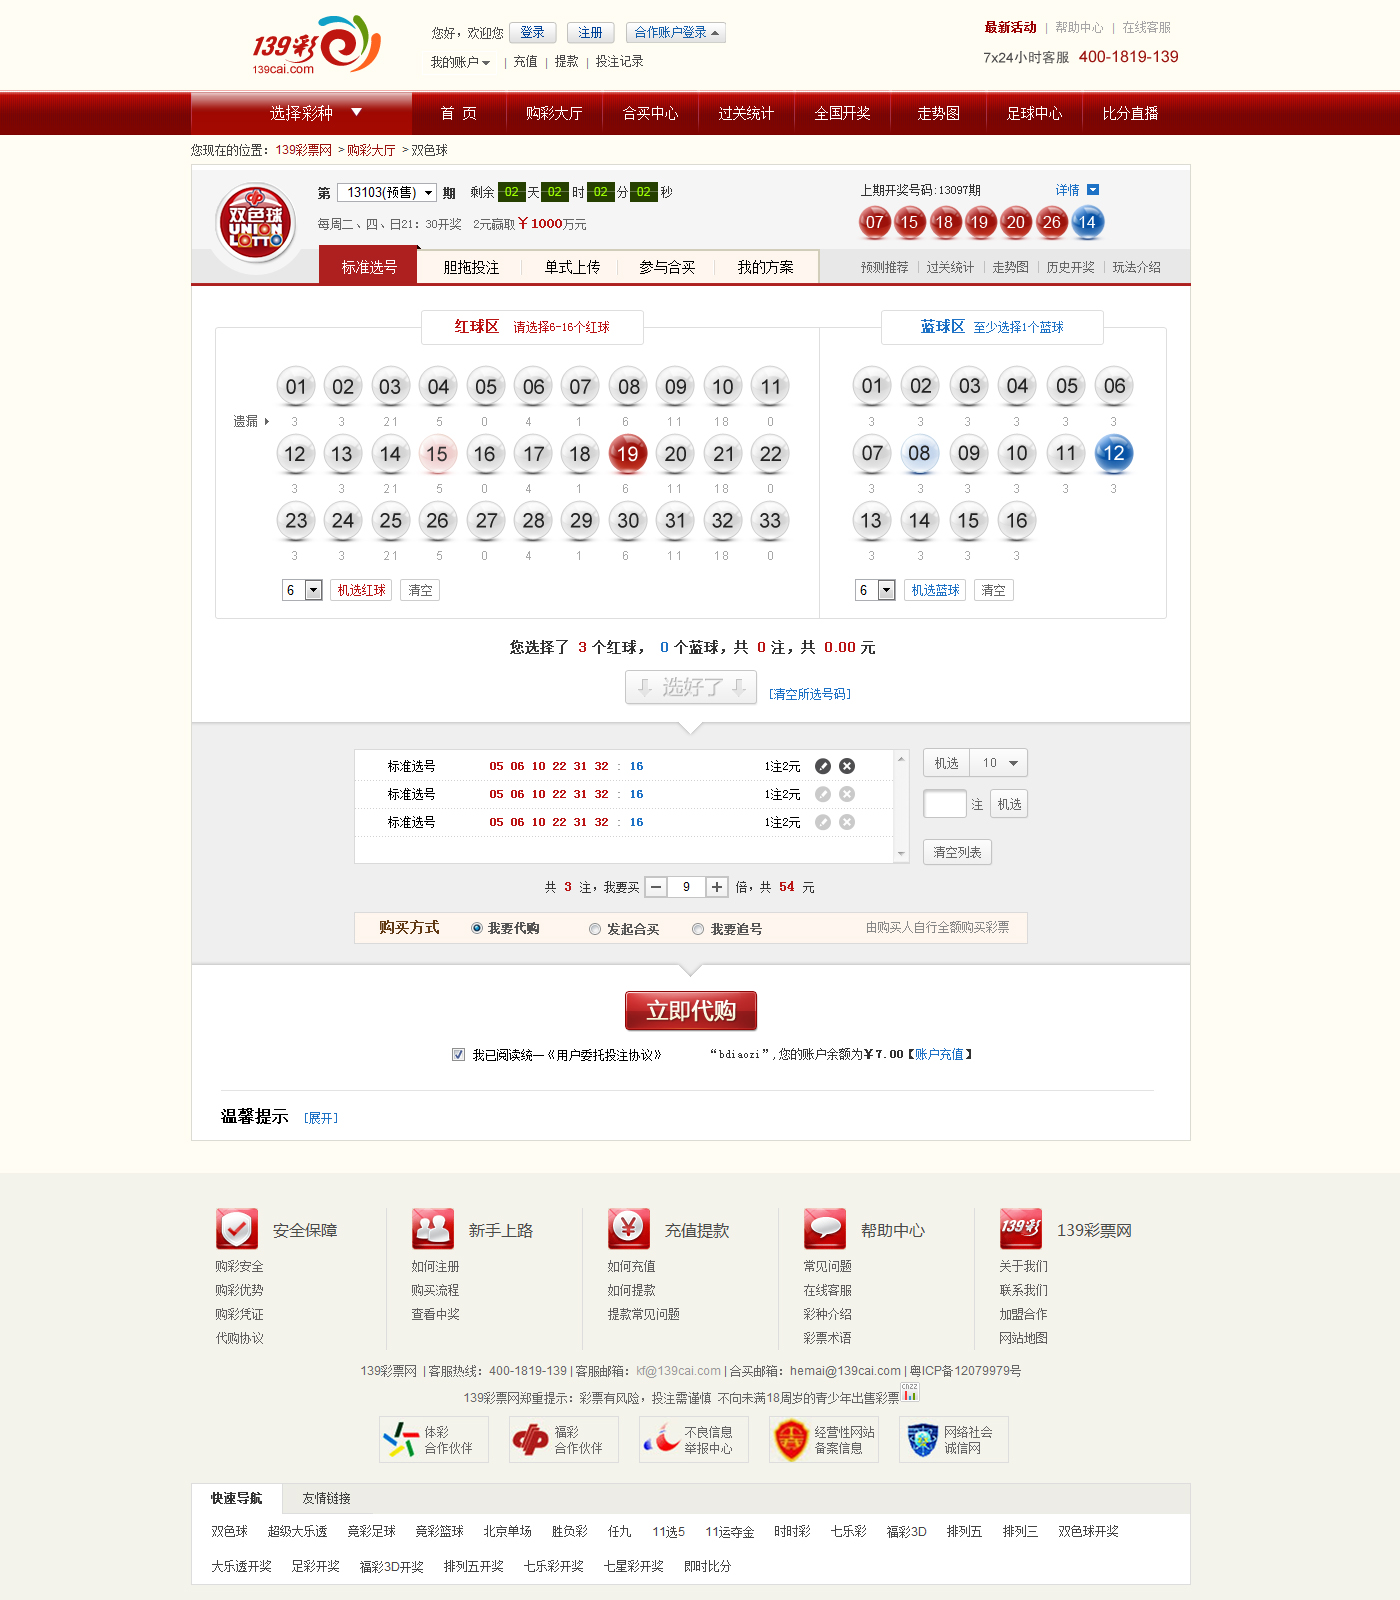 139彩
139cai.com
您好，欢迎您 登录 注册 合作账户登录
我的账户 | 充值 | 提款 | 投注记录
最新活动 | 帮助中心 | 在线客服
7x24小时客服 400-1819-139
选择彩种 首 页 购彩大厅 合买中心 过关统计 全国开奖 走势图 足球中心 比分直播
您现在的位置：139彩票网 > 购彩大厅 > 双色球
双色球
UNION
LOTTO
第 13103(预售) 期 剩余 02 天 02 时 02 分 02 秒
每周二、四、日21：30开奖 2元赢取￥1000万元
上期开奖号码:13097期 详情
07 15 18 19 20 26 14
标准选号 胆拖投注 单式上传 参与合买 我的方案
预测推荐 | 过关统计 | 走势图 | 历史开奖 | 玩法介绍
红球区 请选择6-16个红球
01 02 03 04 05 06 07 08 09 10 11
遗漏 3 3 21 5 0 4 1 6 11 18 0
12 13 14 15 16 17 18 19 20 21 22
3 3 21 5 0 4 1 6 11 18 0
23 24 25 26 27 28 29 30 31 32 33
3 3 21 5 0 4 1 6 11 18 0
6 机选红球 清空
蓝球区 至少选择1个蓝球
01 02 03 04 05 06
3 3 3 3 3 3
07 08 09 10 11 12
3 3 3 3 3 3
13 14 15 16
3 3 3 3
6 机选蓝球 清空
您选择了 3 个红球， 0 个蓝球，共 0 注，共 0.00 元
选好了 [清空所选号码]
标准选号 05 06 10 22 31 32 : 16 1注2元
标准选号 05 06 10 22 31 32 : 16 1注2元
标准选号 05 06 10 22 31 32 : 16 1注2元
机选 10
注 机选
清空列表
共 3 注，我要买 － 9 ＋ 倍，共 54 元
购买方式 我要代购 发起合买 我要追号 由购买人自行全额购买彩票
立即代购
我已阅读统一《用户委托投注协议》 “bdiaozi”,您的账户余额为￥7.00【账户充值】
温馨提示 [展开]
安全保障
购彩安全
购彩优势
购彩凭证
代购协议
新手上路
如何注册
购买流程
查看中奖
￥
充值提款
如何充值
如何提款
提款常见问题
帮助中心
常见问题
在线客服
彩种介绍
彩票术语
139彩
139彩票网
关于我们
联系我们
加盟合作
网站地图
139彩票网 | 客服热线：400-1819-139 | 客服邮箱：kf@139cai.com | 合买邮箱：hemai@139cai.com | 粤ICP备12079979号
139彩票网郑重提示：彩票有风险，投注需谨慎 不向未满18周岁的青少年出售彩票 CNZZ
体彩
合作伙伴
福彩
合作伙伴
不良信息
举报中心
经营性网站
备案信息
网络社会
诚信网
快速导航 友情链接
双色球 超级大乐透 竞彩足球 竞彩篮球 北京单场 胜负彩 任九 11选5 11运夺金 时时彩 七乐彩 福彩3D 排列五 排列三 双色球开奖
大乐透开奖 足彩开奖 福彩3D开奖 排列五开奖 七乐彩开奖 七星彩开奖 即时比分